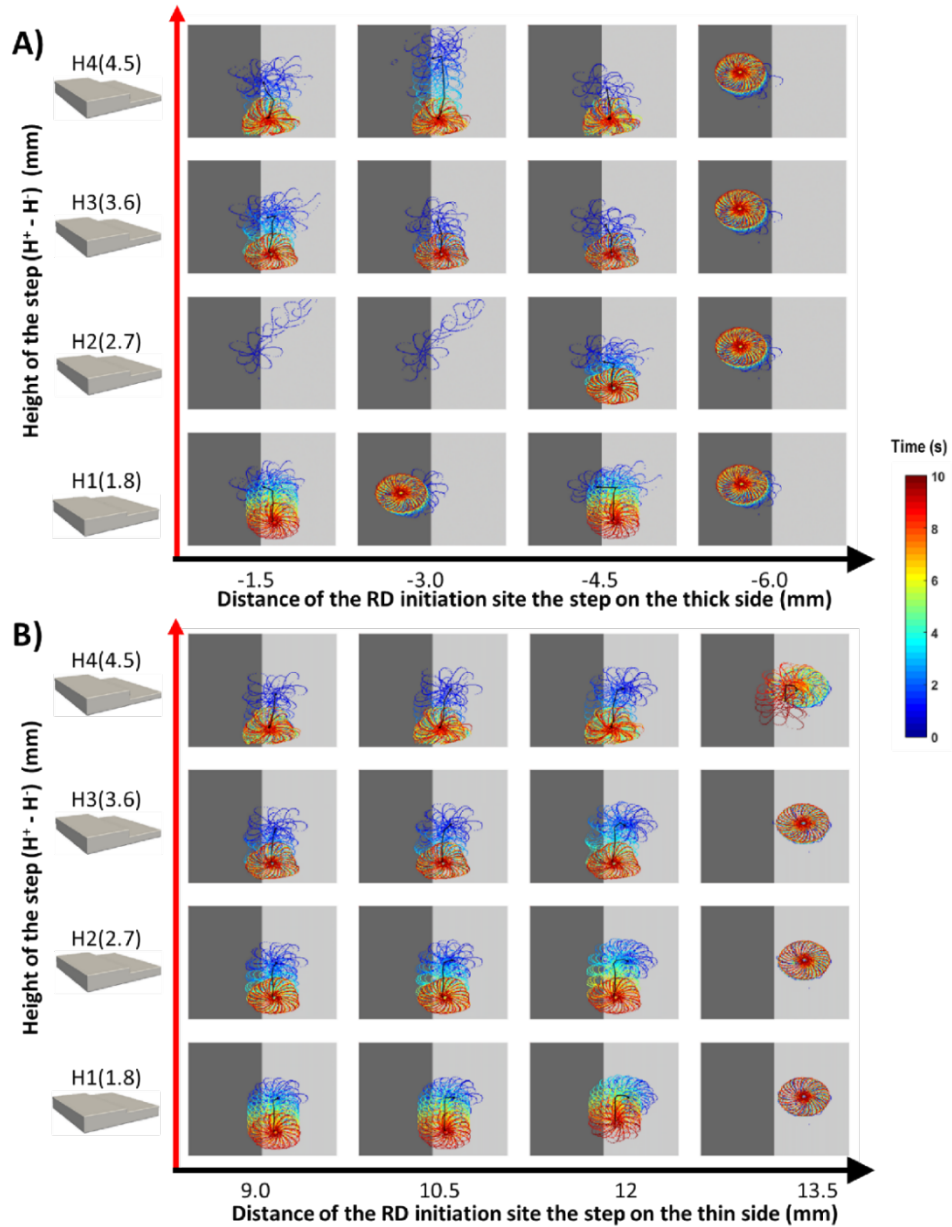 A)
Height of the step (H⁺ - H⁻) (mm)
H4(4.5)
H3(3.6)
H2(2.7)
H1(1.8)
-1.5 -3.0 -4.5 -6.0
Distance of the RD initiation site the step on the thick side (mm)
Time (s)
10
8
6
4
2
0
B)
Height of the step (H⁺ - H⁻) (mm)
H4(4.5)
H3(3.6)
H2(2.7)
H1(1.8)
9.0 10.5 12 13.5
Distance of the RD initiation site the step on the thin side (mm)